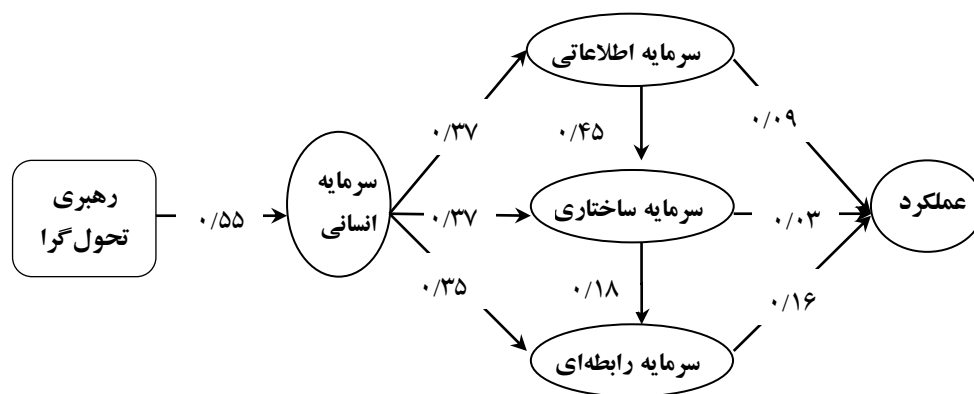 سرمایه اطلاعاتی
۰/۳۷
۰/۴۵
۰/۰۹
رهبری
تحول‌گرا
۰/۵۵
سرمایه
انسانی
۰/۳۷
سرمایه ساختاری
۰/۰۳
عملکرد
۰/۳۵
۰/۱۸
۰/۱۶
سرمایه رابطه‌ای